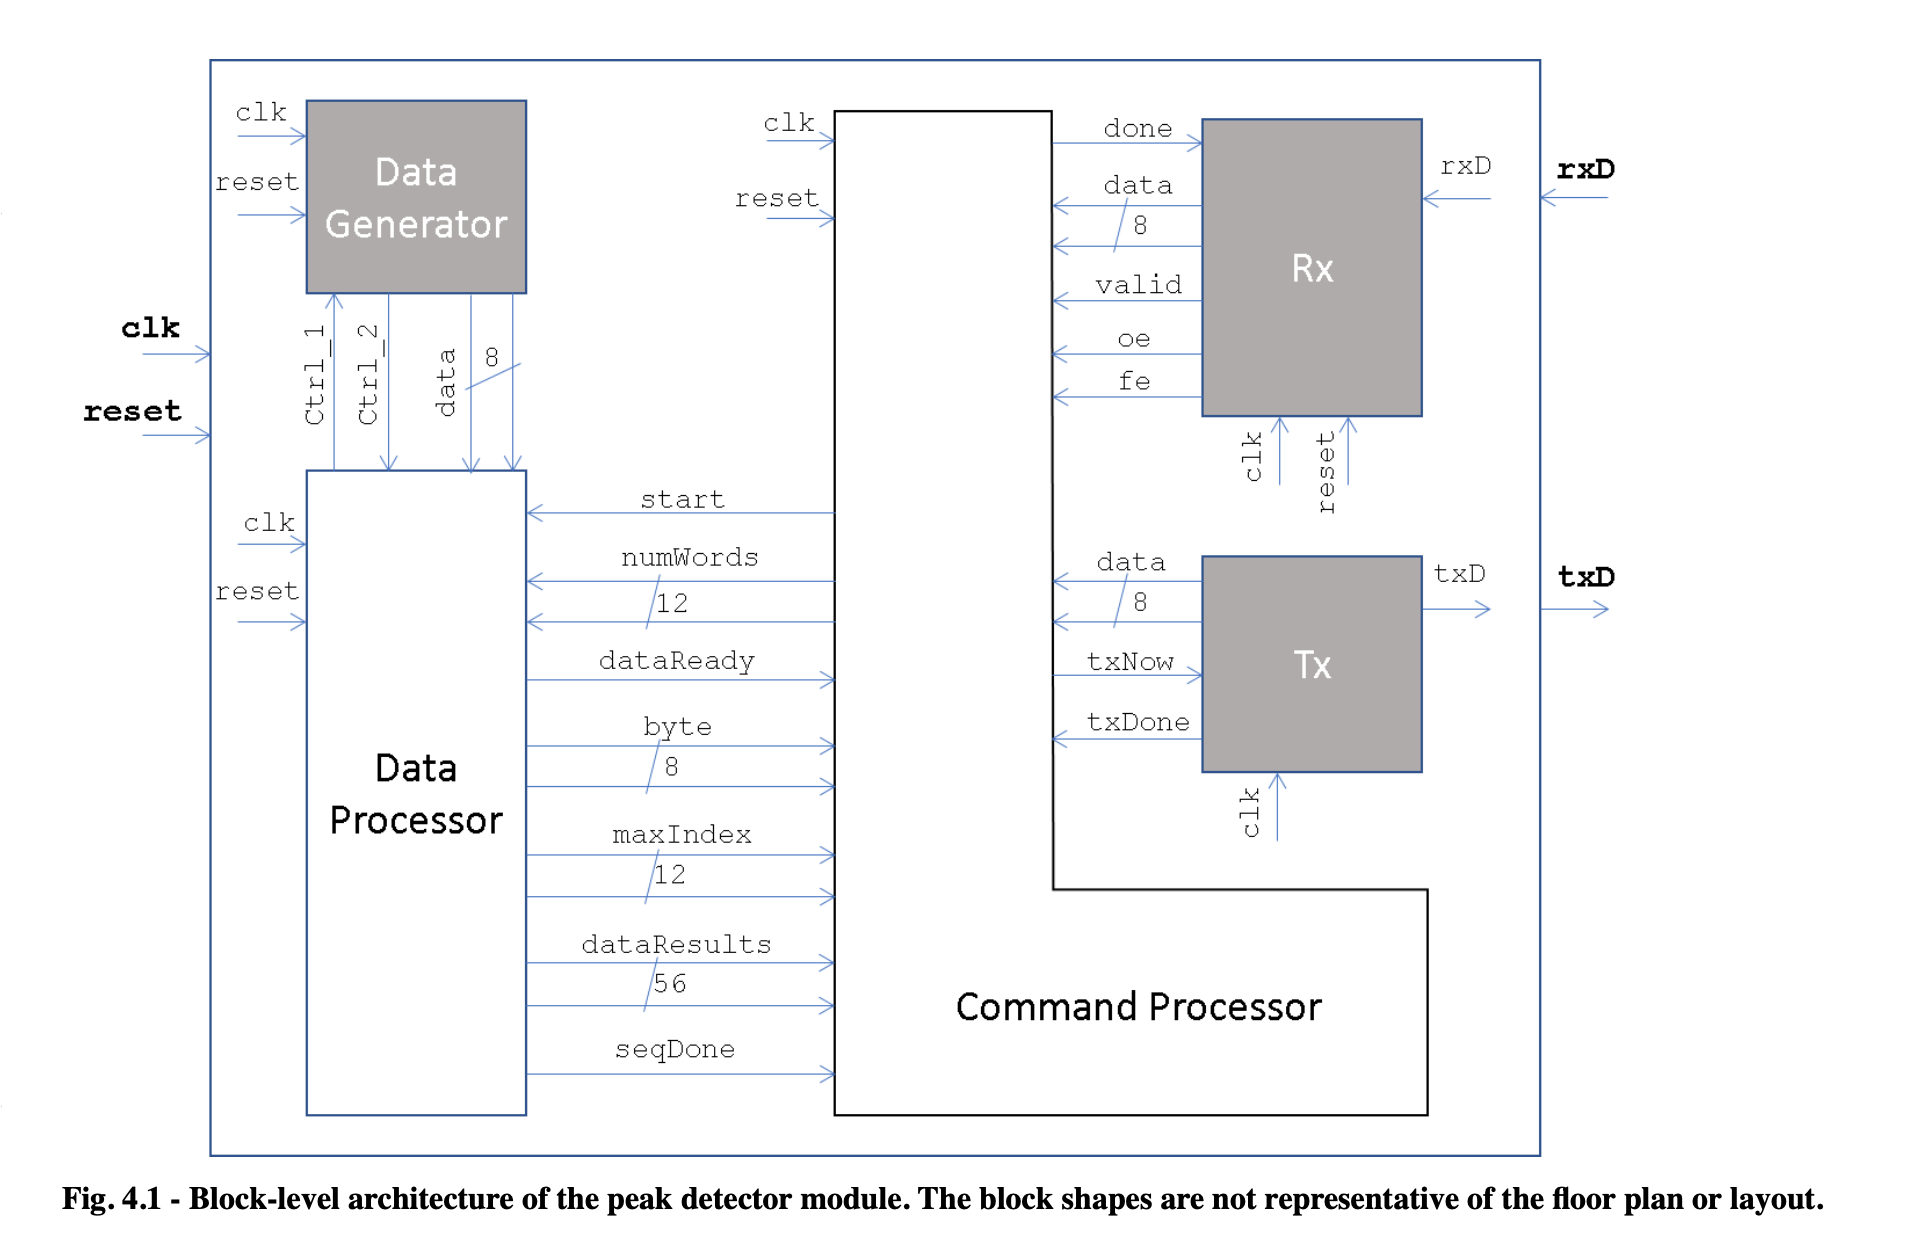 clk
reset
Data
Generator
clk
reset
done
data
8
valid
oe
fe
Rx
rxD
rxD
clk
reset
clk
reset
Ctrl_1
Ctrl_2
data
8
clk
reset
Data
Processor
start
numWords
12
dataReady
byte
8
maxIndex
12
dataResults
56
seqDone
data
8
txNow
txDone
Tx
txD
txD
clk
Command Processor
Fig. 4.1 - Block-level architecture of the peak detector module. The block shapes are not representative of the floor plan or layout.